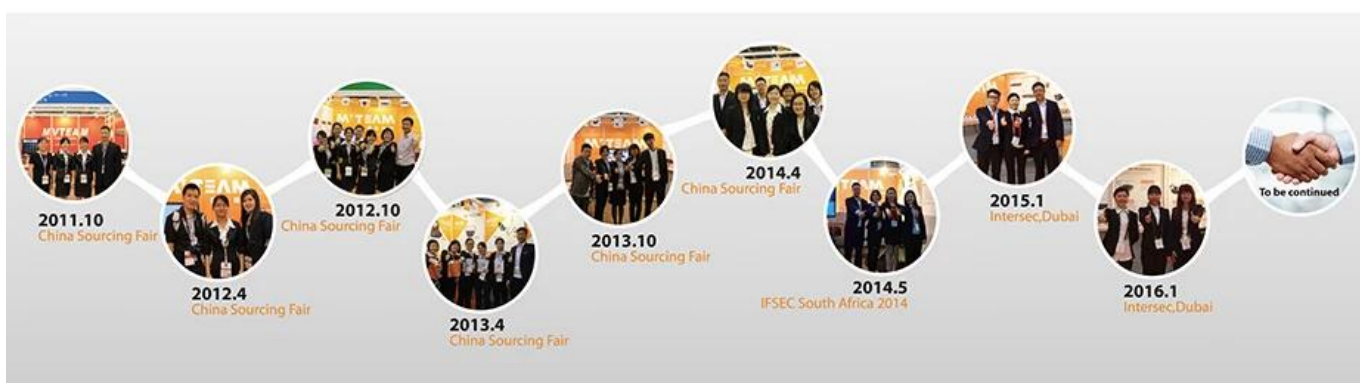 MVTEAM
2011.10
China Sourcing Fair
2012.4
China Sourcing Fair
2012.10
China Sourcing Fair
2013.4
China Sourcing Fair
2013.10
China Sourcing Fair
2014.4
China Sourcing Fair
2014.5
IFSEC South Africa 2014
2015.1
Intersec,Dubai
2016.1
Intersec,Dubai
To be continued